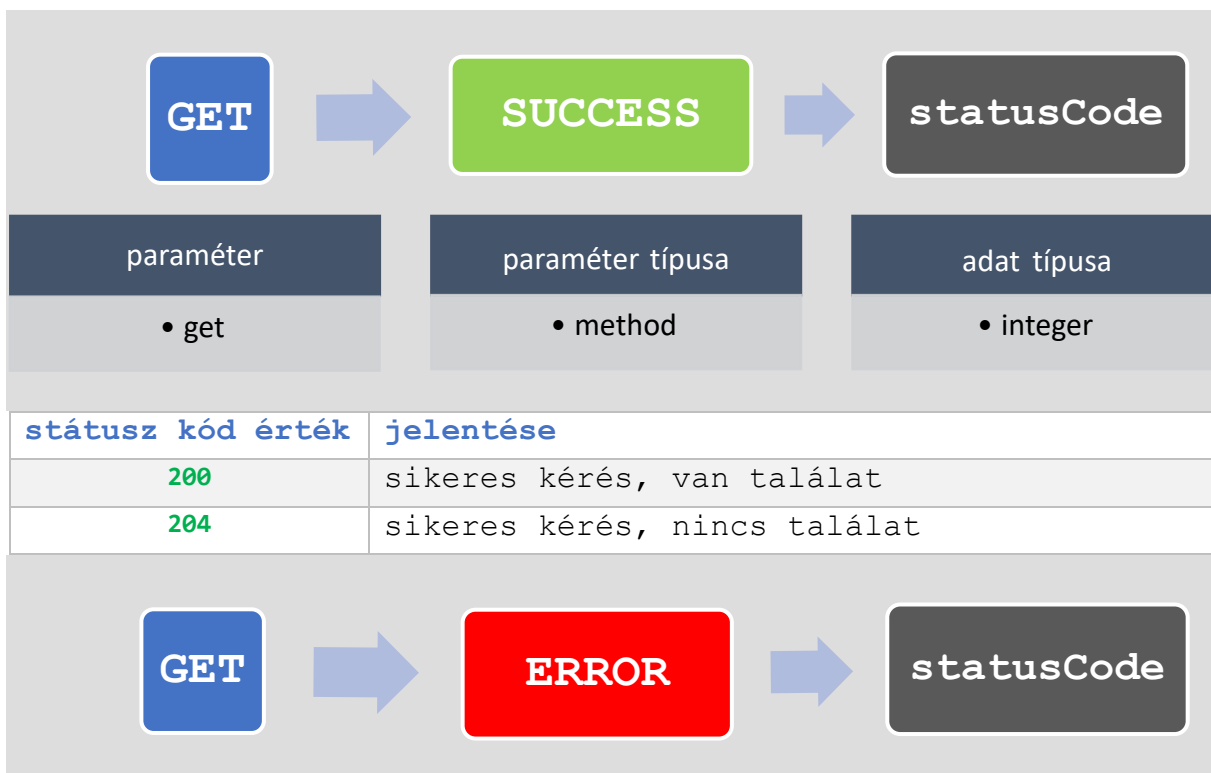 GET SUCCESS statusCode
paraméter paraméter típusa adat típusa
• get • method • integer
státusz kód érték jelentése
200 sikeres kérés, van találat
204 sikeres kérés, nincs találat
GET ERROR statusCode